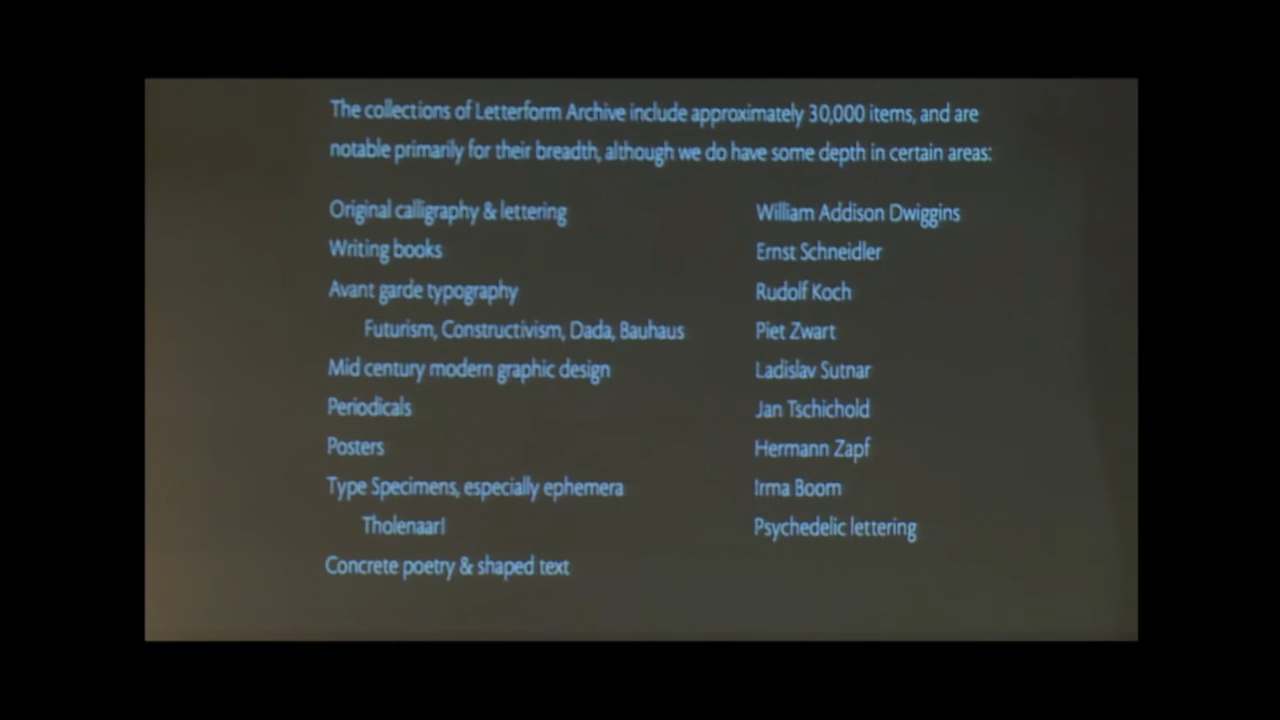 The collections of Letterform Archive include approximately 30,000 items, and are
notable primarily for their breadth, although we do have some depth in certain areas:
Original calligraphy & lettering
Writing books
Avant garde typography
Futurism, Constructivism, Dada, Bauhaus
Mid century modern graphic design
Periodicals
Posters
Type Specimens, especially ephemera
Tholenaar!
Concrete poetry & shaped text
William Addison Dwiggins
Ernst Schneidler
Rudolf Koch
Piet Zwart
Ladislav Sutnar
Jan Tschichold
Hermann Zapf
Irma Boom
Psychedelic lettering